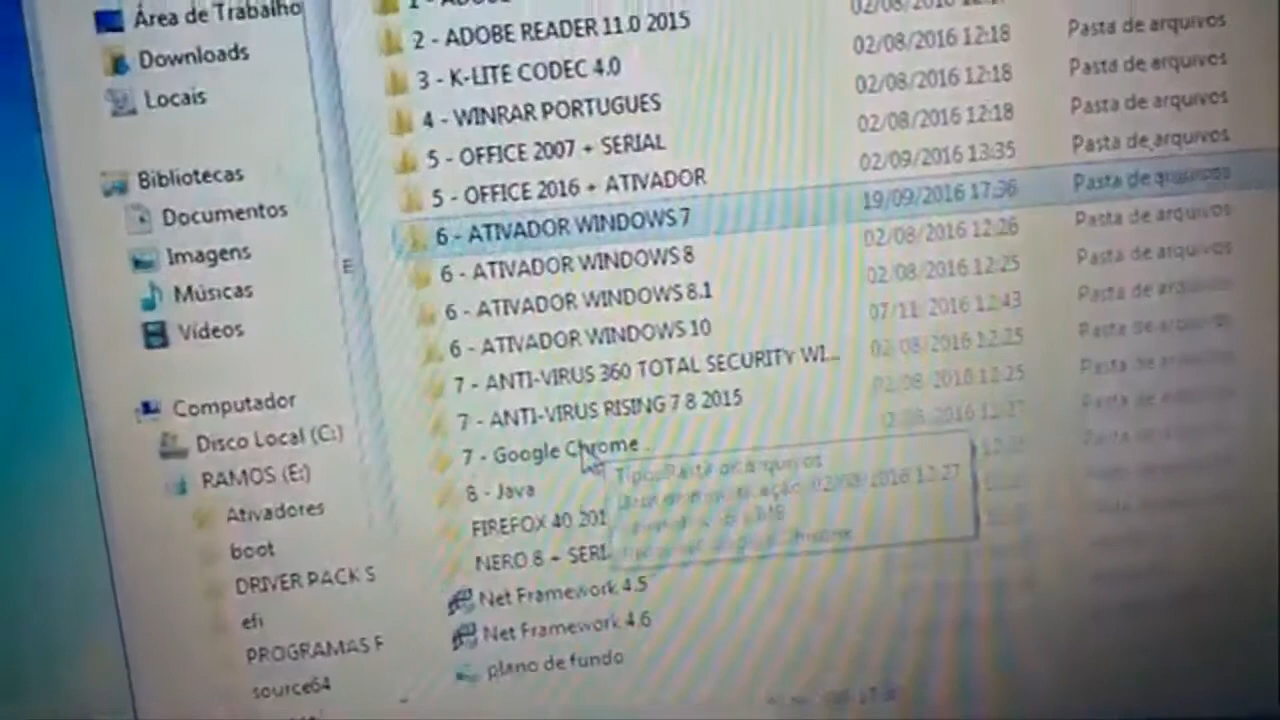 Área de Trabalho
Downloads
Locais
Bibliotecas
Documentos
Imagens
Músicas
Vídeos
Computador
Disco Local (C:)
RAMOS (E:)
Ativadores
boot
DRIVER PACK S
efi
PROGRAMAS F
source64
2 - ADOBE READER 11.0 2015
3 - K-LITE CODEC 4.0
4 - WINRAR PORTUGUES
5 - OFFICE 2007 + SERIAL
5 - OFFICE 2016 + ATIVADOR
6 - ATIVADOR WINDOWS 7
6 - ATIVADOR WINDOWS 8
6 - ATIVADOR WINDOWS 8.1
6 - ATIVADOR WINDOWS 10
7 - ANTI-VIRUS 360 TOTAL SECURITY WI...
7 - ANTI-VIRUS RISING 7 8 2015
7 - Google Chrome
8 - Java
FIREFOX 40 201
NERO 8 + SERI
Net Framework 4.5
Net Framework 4.6
plano de fundo
02/08/2016 12:18
02/08/2016 12:18
02/08/2016 12:18
02/09/2016 13:35
19/09/2016 17:36
02/08/2016 12:26
02/08/2016 12:25
07/11/2016 12:43
02/08/2016 12:25
02/08/2016 12:25
Pasta de arquivos
Pasta de arquivos
Pasta de arquivos
Pasta de arquivos
Pasta de arquivos
Pasta de arquivos
Pasta de arquivos
Pasta de arquivos
Pasta de arquivos
Pasta de arquivos